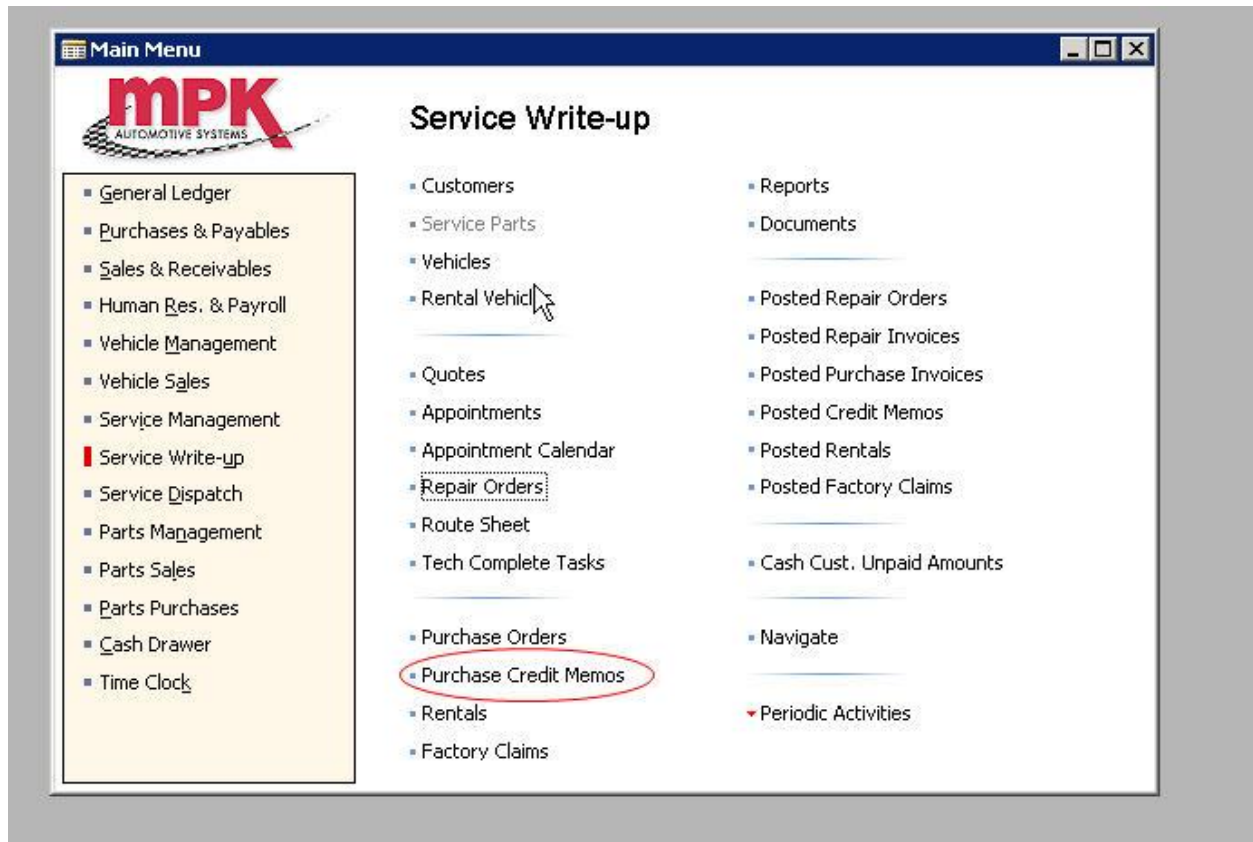 Main Menu
MPK
AUTOMOTIVE SYSTEMS
Service Write-up
General Ledger
Purchases & Payables
Sales & Receivables
Human Res. & Payroll
Vehicle Management
Vehicle Sales
Service Management
Service Write-up
Service Dispatch
Parts Management
Parts Sales
Parts Purchases
Cash Drawer
Time Clock
Customers
Service Parts
Vehicles
Rental
Quotes
Appointments
Appointment Calendar
Repair Orders
Route Sheet
Tech Complete Tasks
Purchase Orders
Purchase Credit Memos
Rentals
Factory Claims
Reports
Documents
Posted Repair Orders
Posted Repair Invoices
Posted Purchase Invoices
Posted Credit Memos
Posted Rentals
Posted Factory Claims
Cash Cust. Unpaid Amounts
Navigate
Periodic Activities